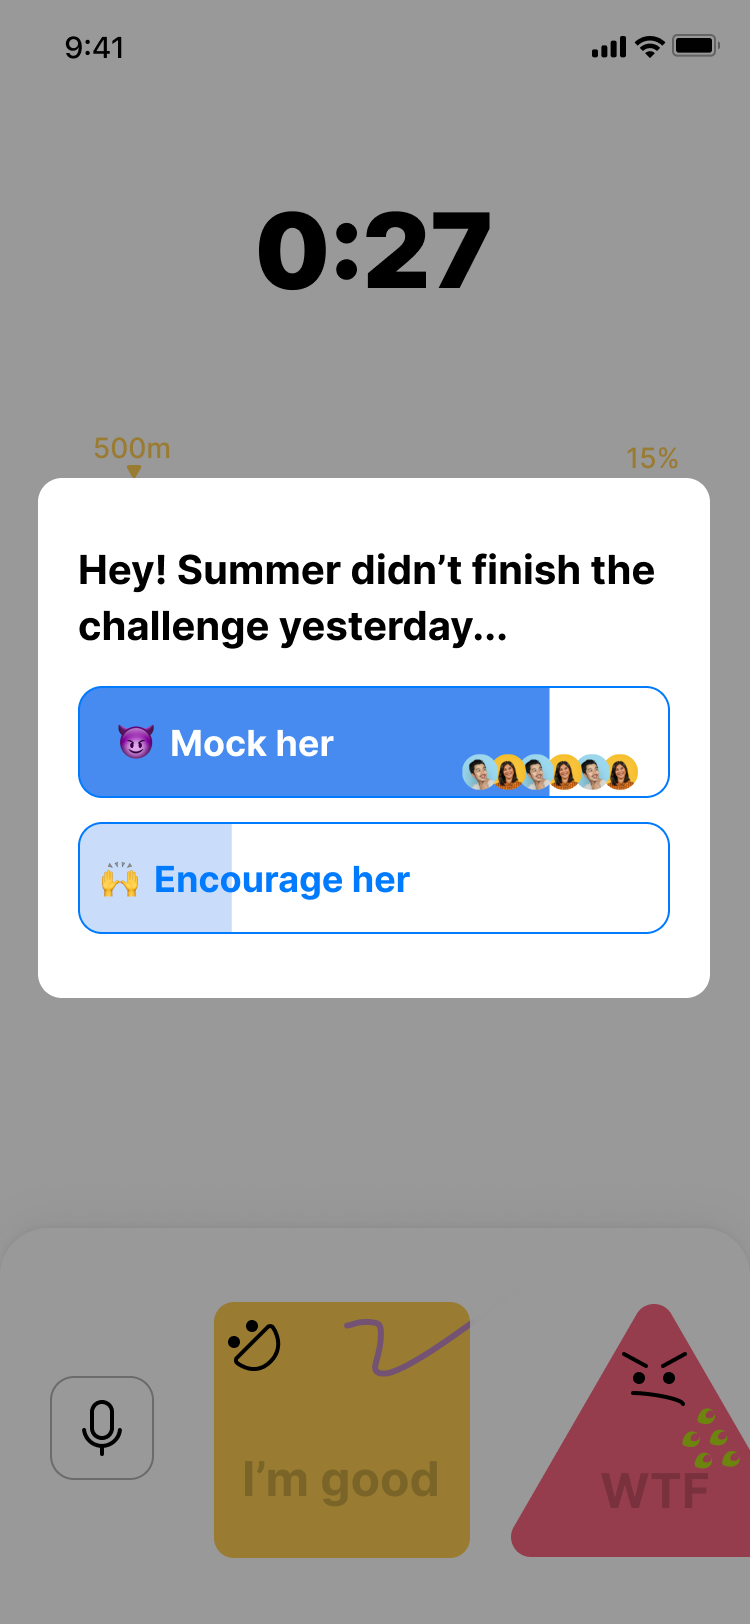 9:41
0:27
500m
15%
Hey! Summer didn’t finish the
challenge yesterday...
😈 Mock her
🙌 Encourage her
I’m good
WTF